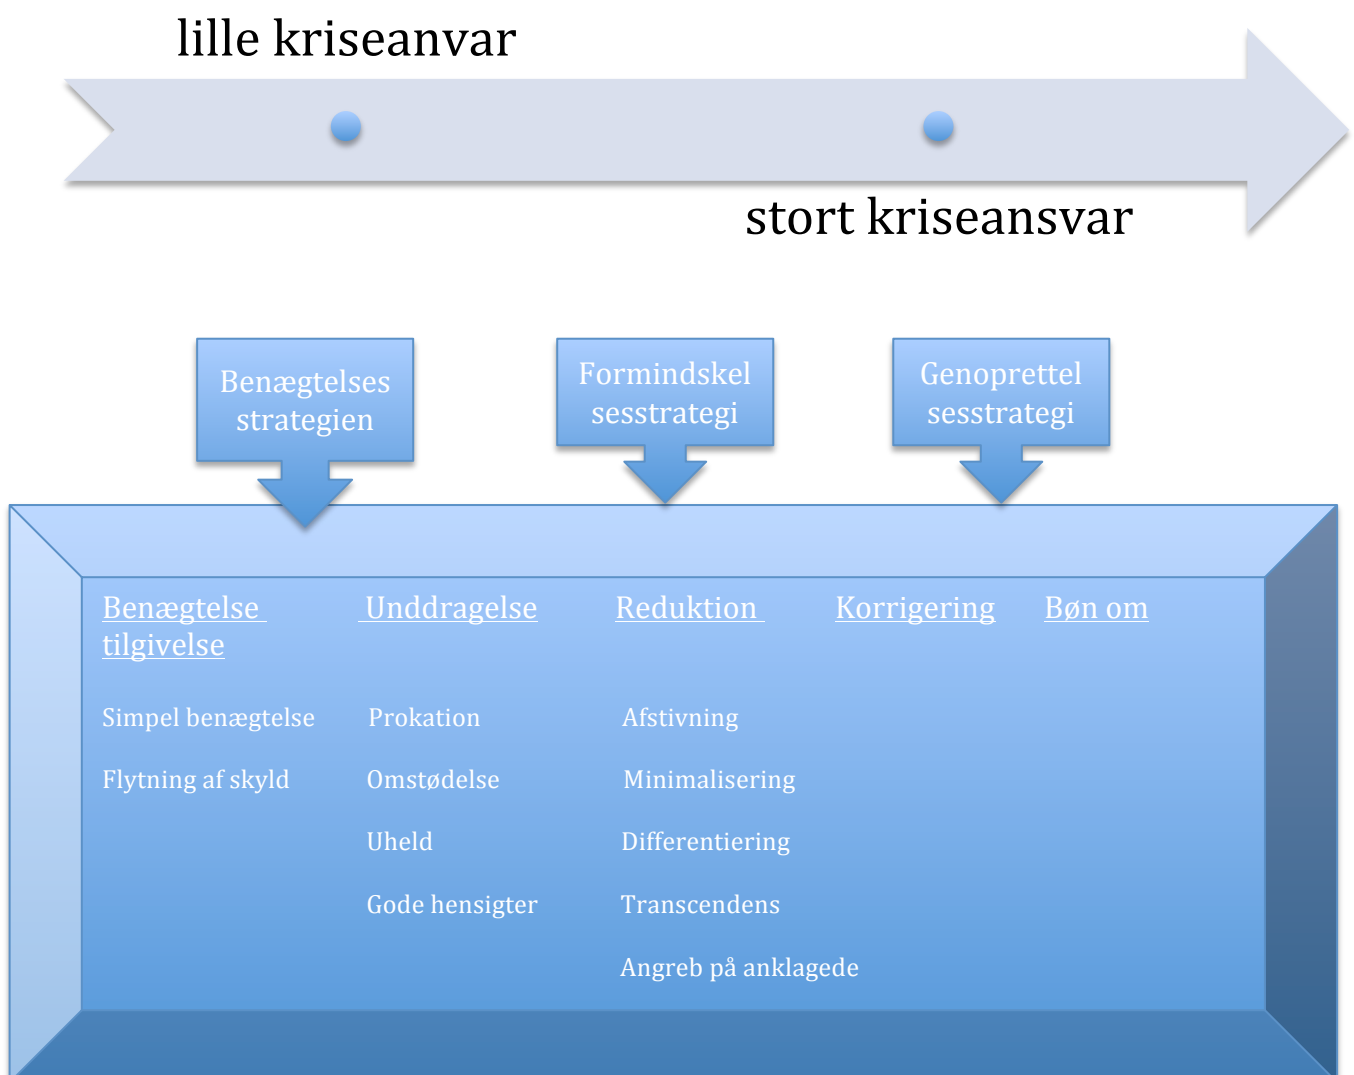 lille kriseanvar
stort kriseansvar
Benægtelses
strategien
Formindskel
sesstrategi
Genoprettel
sesstrategi
Benægtelse Unddragelse Reduktion Korrigering Bøn om
tilgivelse
Simpel benægtelse Prokation Afstivning
Flytning af skyld Omstødelse Minimalisering
Uheld Differentiering
Gode hensigter Transcendens
Angreb på anklagede